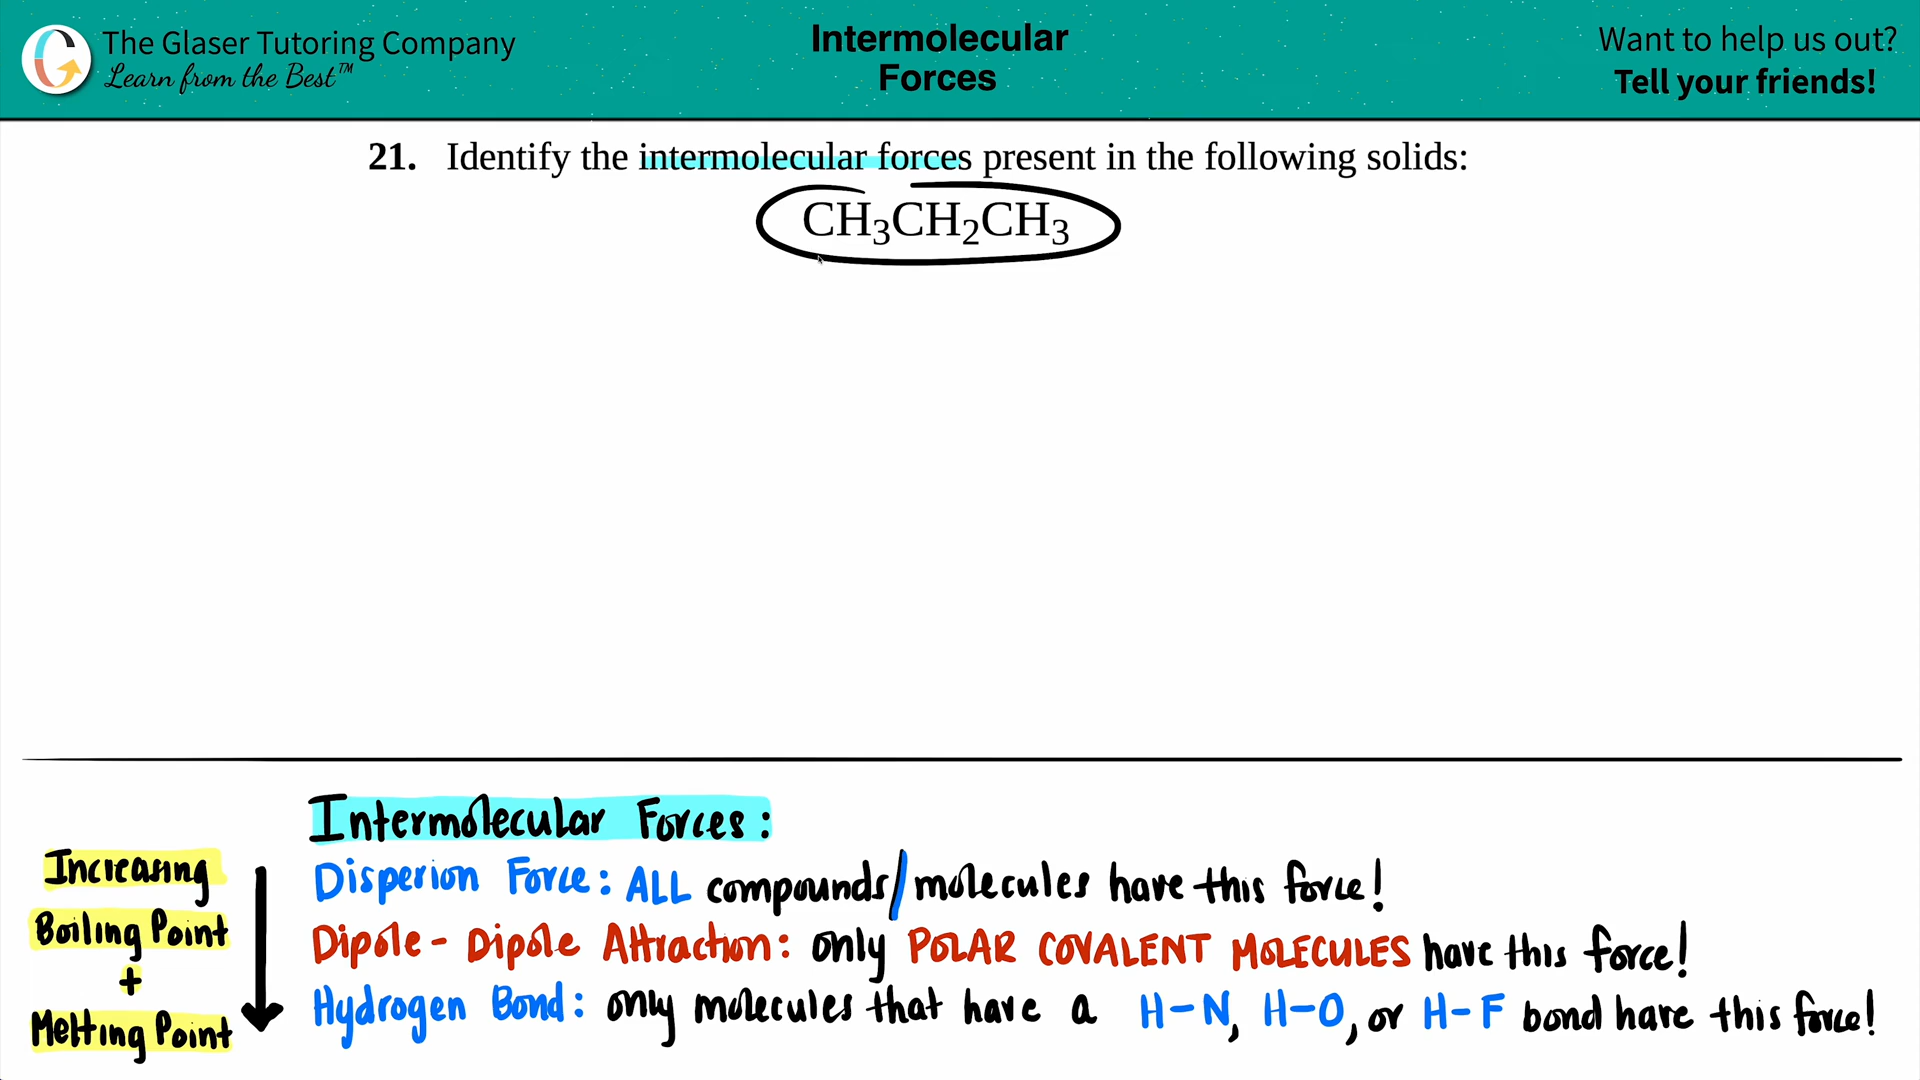 The Glaser Tutoring Company
Learn from the Best™
Intermolecular
Forces
Want to help us out?
Tell your friends!
21. Identify the intermolecular forces present in the following solids:
CH₃CH₂CH₃
Intermolecular Forces:
Increasing
Boiling Point
+
Melting Point
Disperion Force: ALL compounds/molecules have this force!
Dipole - Dipole Attraction: only POLAR COVALENT MOLECULES have this force!
Hydrogen Bond: only molecules that have a H-N, H-O, or H-F bond have this force!